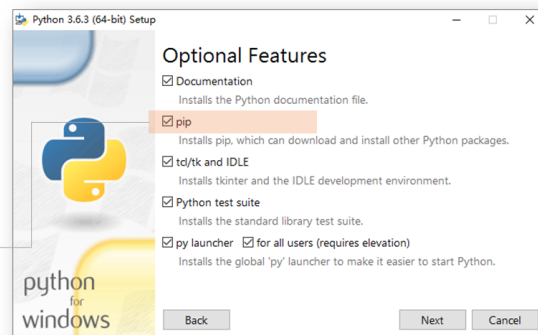 Python 3.6.3 (64-bit) Setup
Optional Features
Documentation
Installs the Python documentation file.
pip
Installs pip, which can download and install other Python packages.
tcl/tk and IDLE
Installs tkinter and the IDLE development environment.
Python test suite
Installs the standard library test suite.
py launcher for all users (requires elevation)
Installs the global 'py' launcher to make it easier to start Python.
python
for
windows
Back Next Cancel